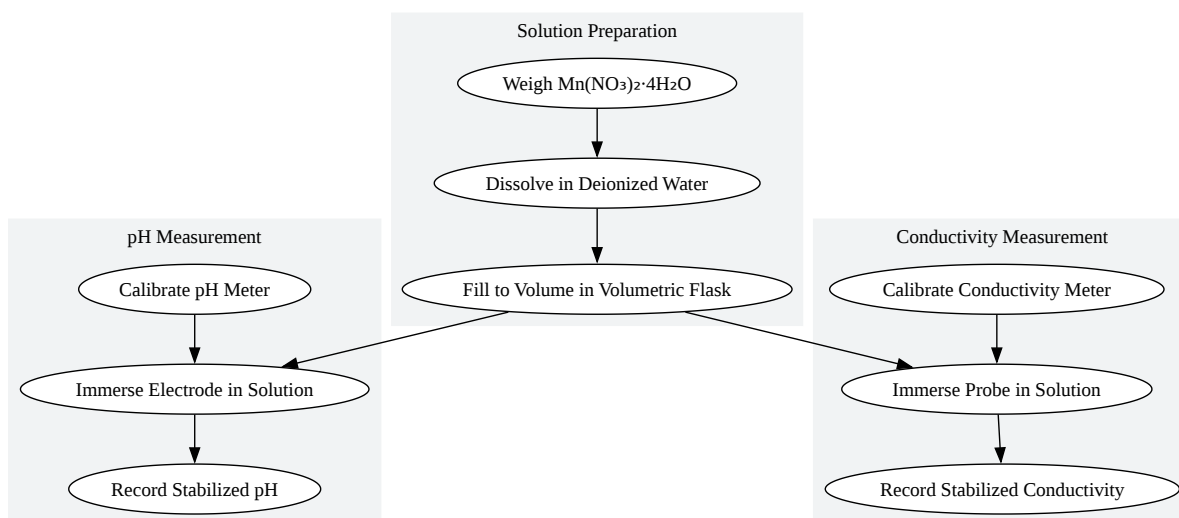 Solution Preparation
Weigh Mn(NO₃)₂·4H₂O
Dissolve in Deionized Water
Fill to Volume in Volumetric Flask
pH Measurement
Calibrate pH Meter
Immerse Electrode in Solution
Record Stabilized pH
Conductivity Measurement
Calibrate Conductivity Meter
Immerse Probe in Solution
Record Stabilized Conductivity